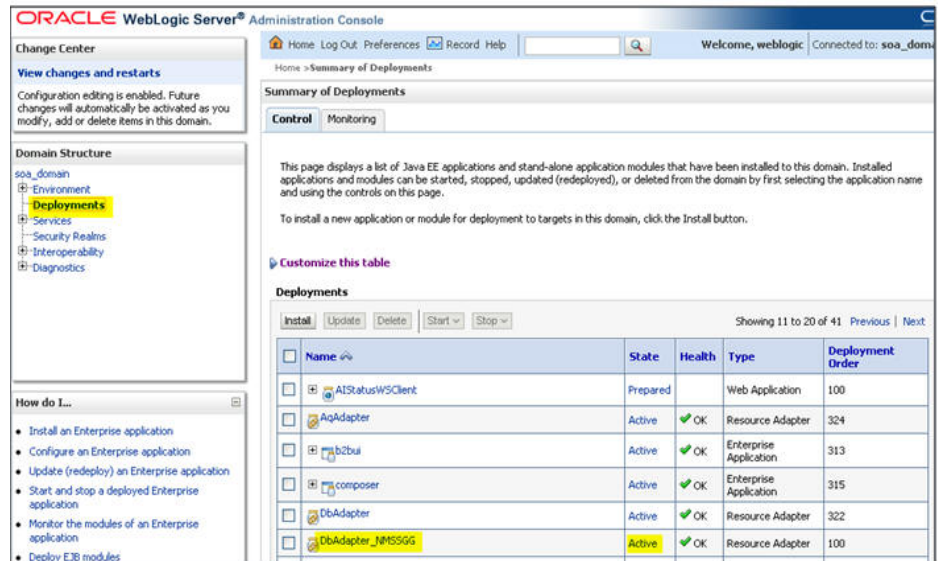 ORACLE WebLogic Server® Administration Console
Change Center
View changes and restarts
Configuration editing is enabled. Future
changes will automatically be activated as you
modify, add or delete items in this domain.
Domain Structure
soa_domain
Environment
Deployments
Services
Security Realms
Interoperability
Diagnostics
How do I...
Install an Enterprise application
Configure an Enterprise application
Update (redeploy) an Enterprise application
Start and stop a deployed Enterprise
application
Monitor the modules of an Enterprise
application
Deploy EJB modules
Home Log Out Preferences Record Help
Welcome, weblogic Connected to: soa_doma
Home >Summary of Deployments
Summary of Deployments
Control Monitoring
This page displays a list of Java EE applications and stand-alone application modules that have been installed to this domain. Installed
applications and modules can be started, stopped, updated (redeployed), or deleted from the domain by first selecting the application name
and using the controls on this page.
To install a new application or module for deployment to targets in this domain, click the Install button.
Customize this table
Deployments
Install Update Delete Start Stop Showing 11 to 20 of 41 Previous | Next
Name State Health Type Deployment Order
AIStatusWSClient Prepared Web Application 100
AqAdapter Active OK Resource Adapter 324
b2bui Active OK Enterprise Application 313
composer Active OK Enterprise Application 315
DbAdapter Active OK Resource Adapter 322
DbAdapter_NMSSGG Active OK Resource Adapter 100